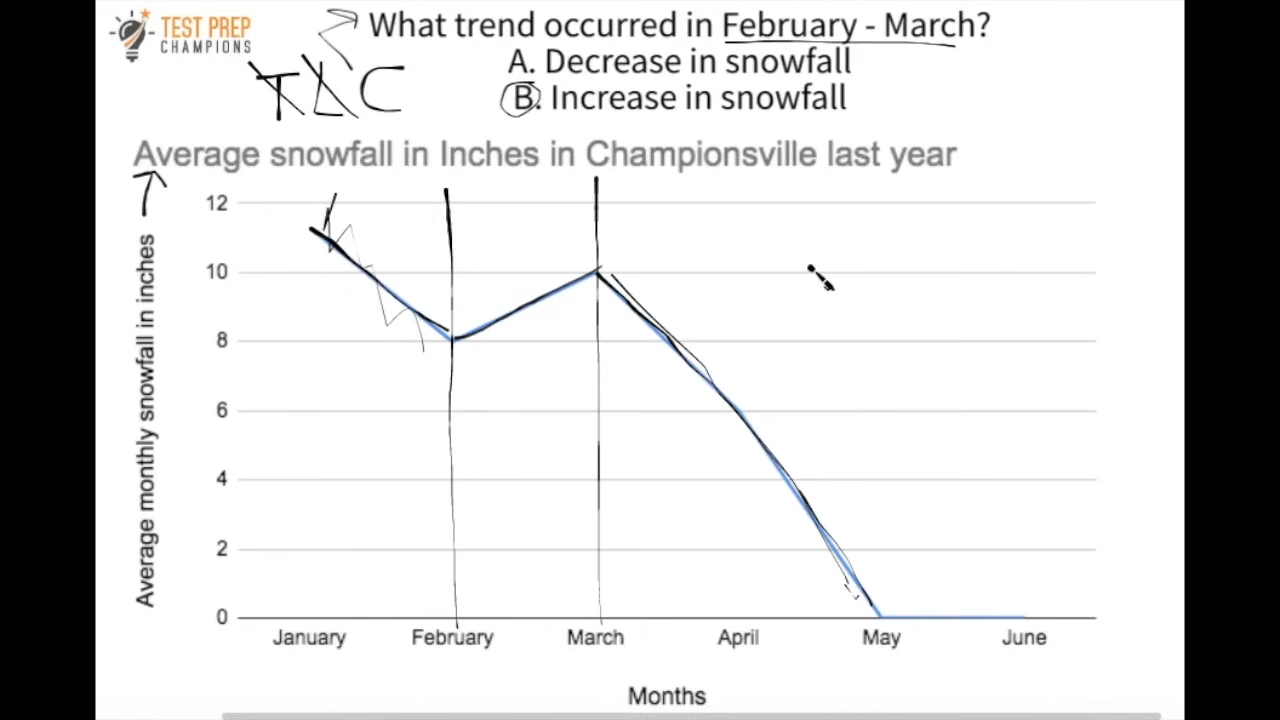 TEST PREP
CHAMPIONS
What trend occurred in February - March?
A. Decrease in snowfall
B. Increase in snowfall
TLC
Average snowfall in Inches in Championsville last year
Average monthly snowfall in inches
12
10
8
6
4
2
0
January February March April May June
Months